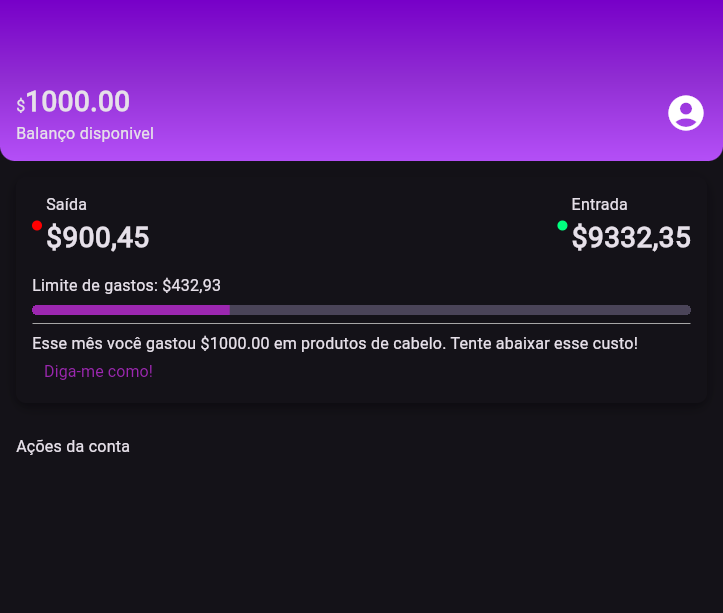 $1000.00
Balanço disponivel
Saída
$900,45
Entrada
$9332,35
Limite de gastos: $432,93
Esse mês você gastou $1000.00 em produtos de cabelo. Tente abaixar esse custo!
Diga-me como!
Ações da conta